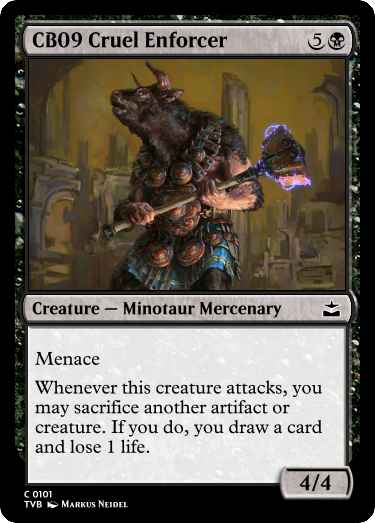 CB09 Cruel Enforcer 5
Creature — Minotaur Mercenary
Menace
Whenever this creature attacks, you
may sacrifice another artifact or
creature. If you do, you draw a card
and lose 1 life.
4/4
C 0101
TVB Markus Neidel